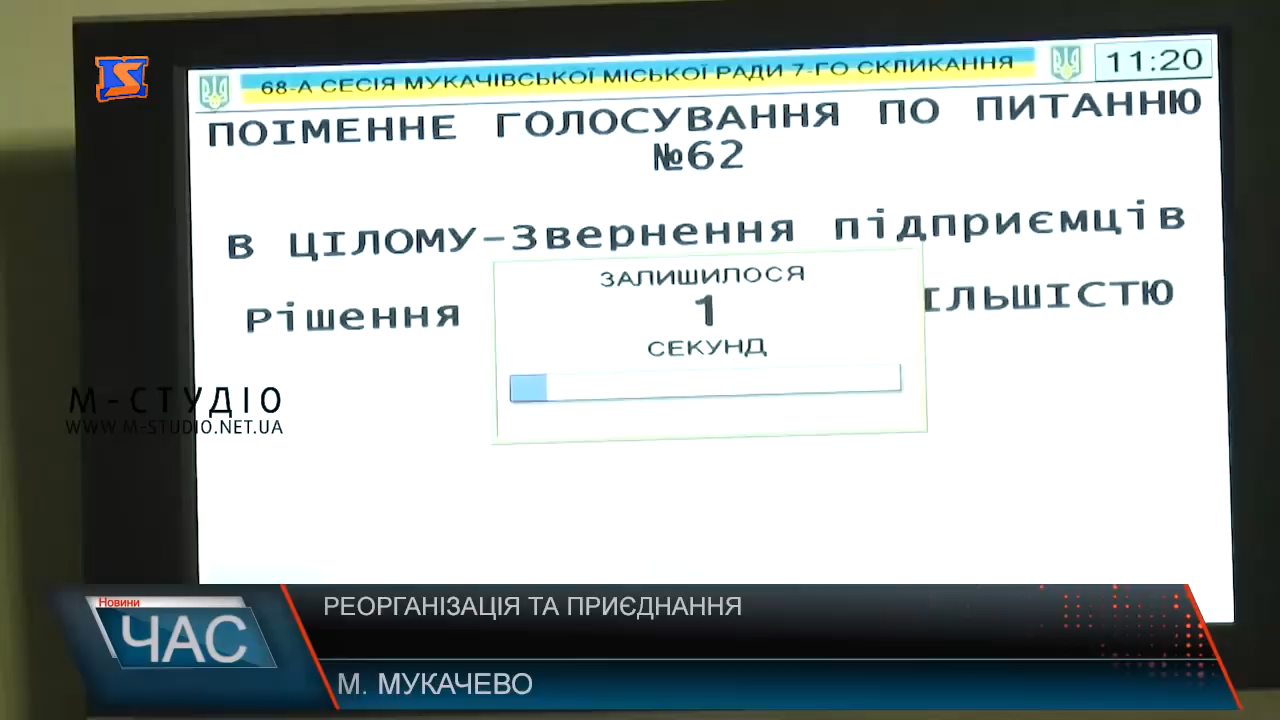 68-А СЕСІЯ МУКАЧІВСЬКОЇ МІСЬКОЇ РАДИ 7-ГО СКЛИКАННЯ
11:20
ПОІМЕННЕ ГОЛОСУВАННЯ ПО ПИТАННЮ
№62
В ЦІЛОМУ-Звернення підприємців
Рішення ІЛЬШІСТЮ
ЗАЛИШИЛОСЯ
1
СЕКУНД
М-СТУДІО
WWW.M-STUDIO.NET.UA
Новини
ЧАС
РЕОРГАНІЗАЦІЯ ТА ПРИЄДНАННЯ
М. МУКАЧЕВО